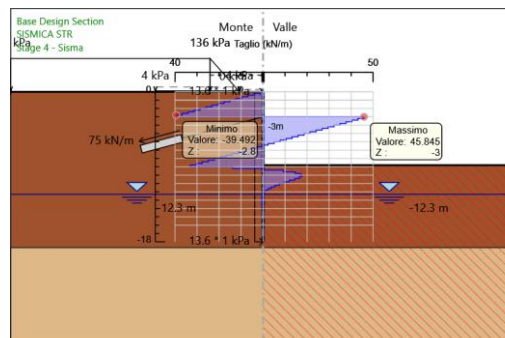 Base Design Section
SISMICA STR
Stage 4 - Sisma
kPa
Monte Valle
136 kPa Taglio [kN/m]
4 kPa 40 50
0
13.6 * 1 kPa
-3m
75 kN/m
Minimo
Valore: -39.492
Z : -2.8
Massimo
Valore: 45.845
Z : -3
-12.3 m
-12.3 m
-18
13.6 * 1 kPa